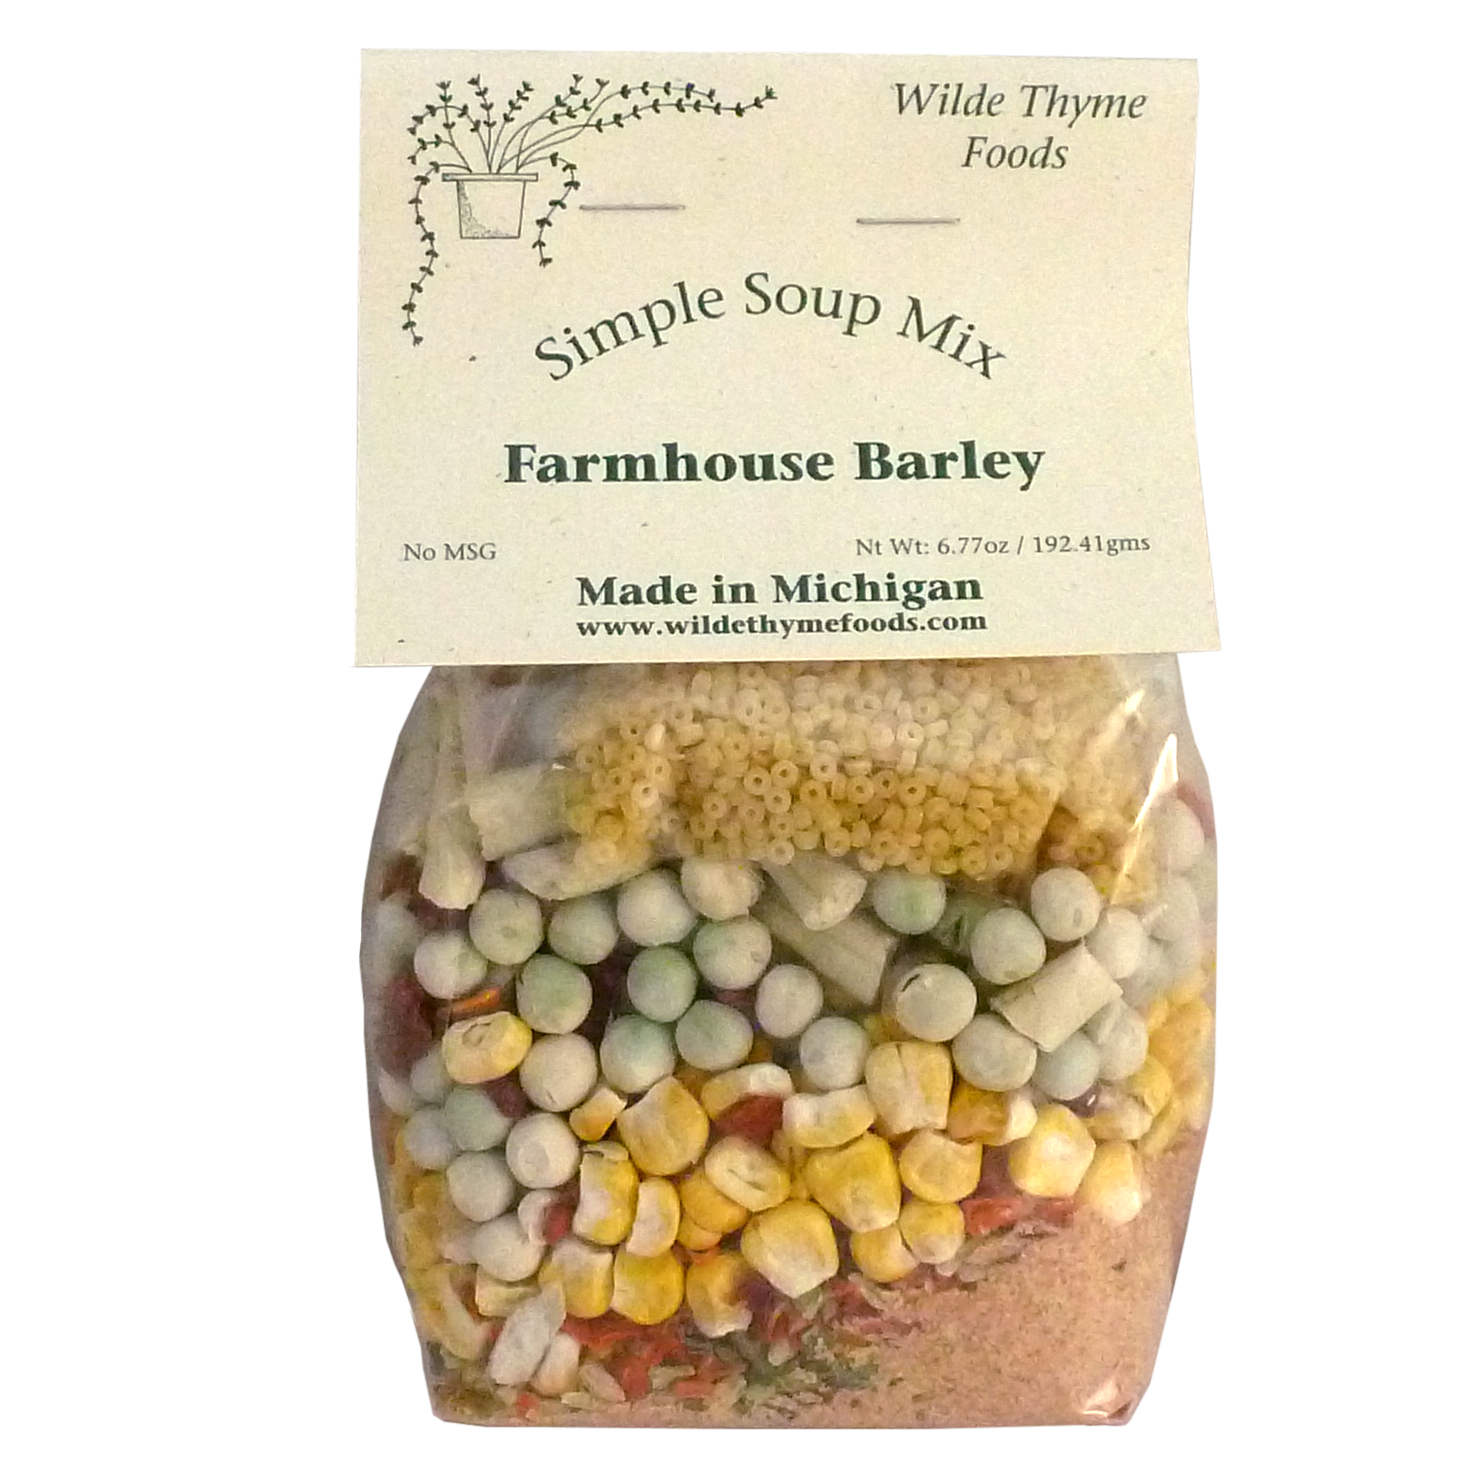 Wilde Thyme
Foods
Simple Soup Mix
Farmhouse Barley
No MSG
Nt Wt: 6.77oz / 192.41gms
Made in Michigan
www.wildethymefoods.com